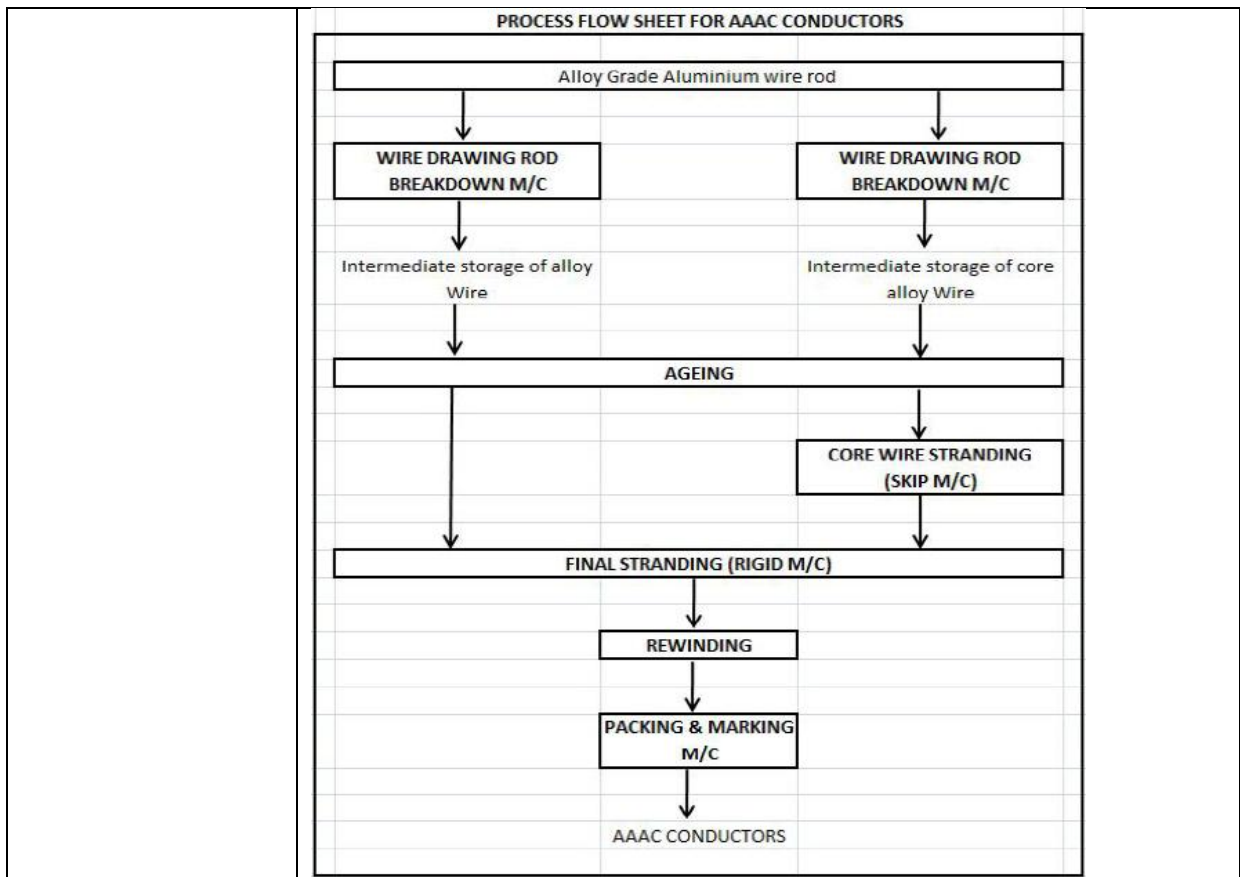 PROCESS FLOW SHEET FOR AAAC CONDUCTORS
Alloy Grade Aluminium wire rod
WIRE DRAWING ROD
BREAKDOWN M/C
WIRE DRAWING ROD
BREAKDOWN M/C
Intermediate storage of alloy
Wire
Intermediate storage of core
alloy Wire
AGEING
CORE WIRE STRANDING
(SKIP M/C)
FINAL STRANDING (RIGID M/C)
REWINDING
PACKING & MARKING
M/C
AAAC CONDUCTORS